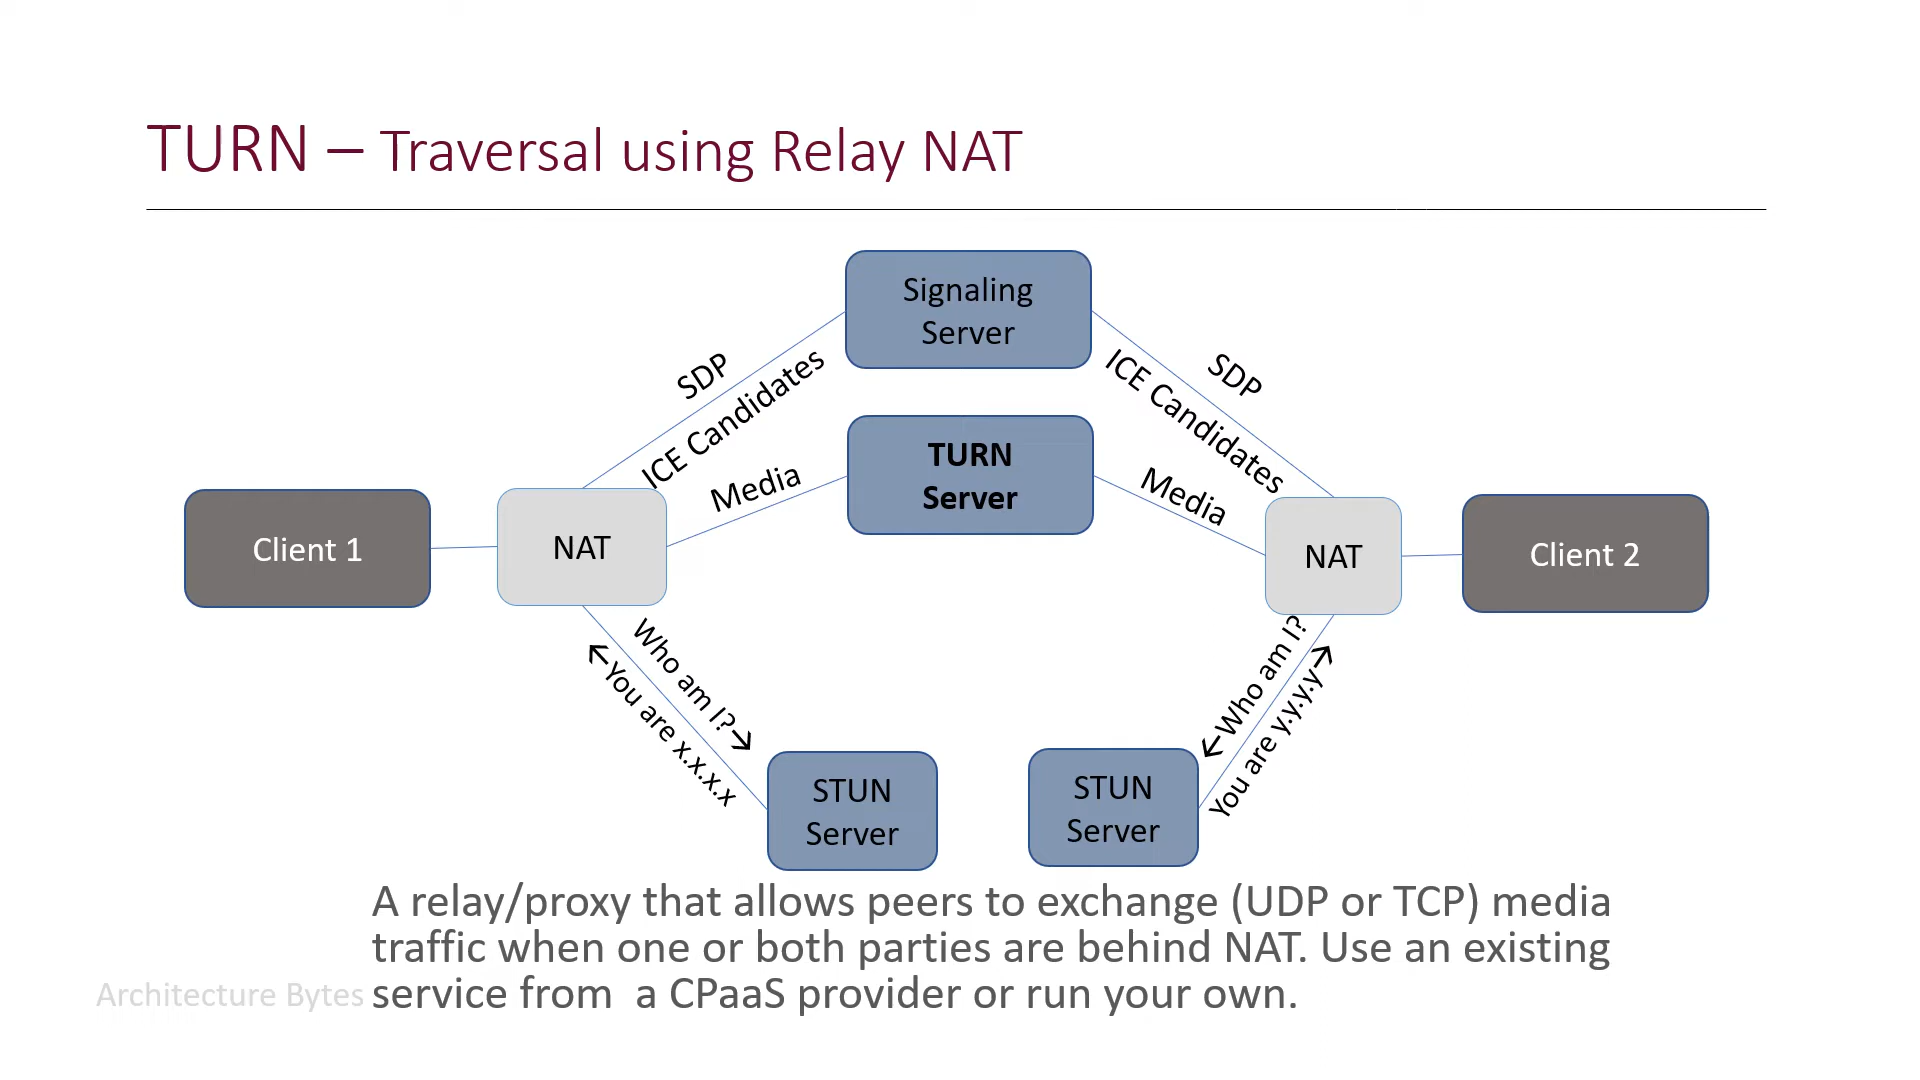 TURN – Traversal using Relay NAT
Signaling
Server
SDP
ICE Candidates
SDP
ICE Candidates
TURN
Server
Media
Media
Client 1
NAT
NAT
Client 2
Who am I?→
←You are x.x.x.x
←Who am I?
You are y.y.y.y→
STUN
Server
STUN
Server
A relay/proxy that allows peers to exchange (UDP or TCP) media
traffic when one or both parties are behind NAT. Use an existing
service from  a CPaaS provider or run your own.
Architecture Bytes